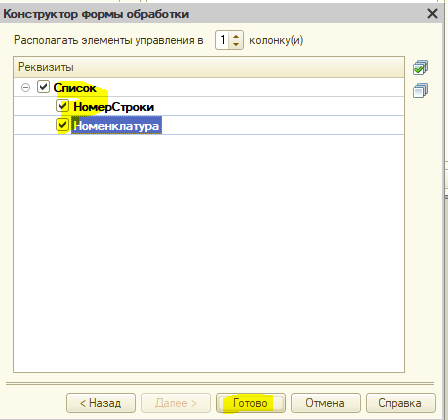 Конструктор формы обработки
Располагать элементы управления в 1 колонку(и)
Реквизиты
Список
НомерСтроки
Номенклатура
< Назад Далее > Готово Отмена Справка